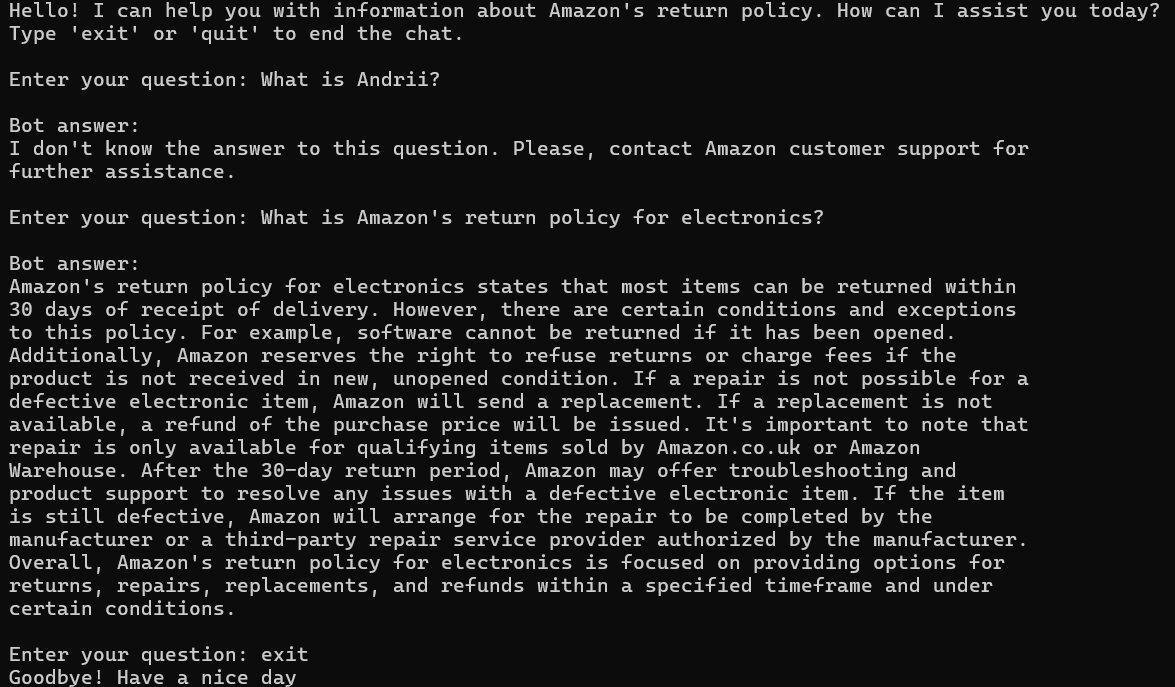 Hello! I can help you with information about Amazon's return policy. How can I assist you today?
Type 'exit' or 'quit' to end the chat.
Enter your question: What is Andrii?
Bot answer:
I don't know the answer to this question. Please, contact Amazon customer support for
further assistance.
Enter your question: What is Amazon's return policy for electronics?
Bot answer:
Amazon's return policy for electronics states that most items can be returned within
30 days of receipt of delivery. However, there are certain conditions and exceptions
to this policy. For example, software cannot be returned if it has been opened.
Additionally, Amazon reserves the right to refuse returns or charge fees if the
product is not received in new, unopened condition. If a repair is not possible for a
defective electronic item, Amazon will send a replacement. If a replacement is not
available, a refund of the purchase price will be issued. It's important to note that
repair is only available for qualifying items sold by Amazon.co.uk or Amazon
Warehouse. After the 30-day return period, Amazon may offer troubleshooting and
product support to resolve any issues with a defective electronic item. If the item
is still defective, Amazon will arrange for the repair to be completed by the
manufacturer or a third-party repair service provider authorized by the manufacturer.
Overall, Amazon's return policy for electronics is focused on providing options for
returns, repairs, replacements, and refunds within a specified timeframe and under
certain conditions.
Enter your question: exit
Goodbye! Have a nice day